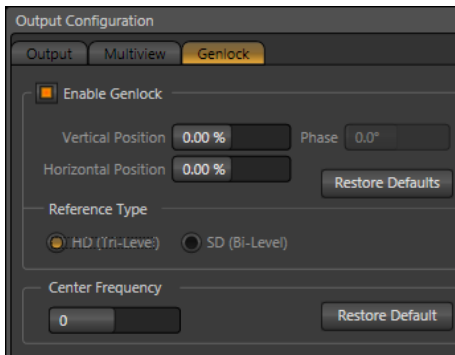 Output Configuration
Output Multiview Genlock
Enable Genlock
Vertical Position 0.00 % Phase 0.0°
Horizontal Position 0.00 %
Restore Defaults
Reference Type
HD (Tri-Level) SD (Bi-Level)
Center Frequency
0 Restore Default